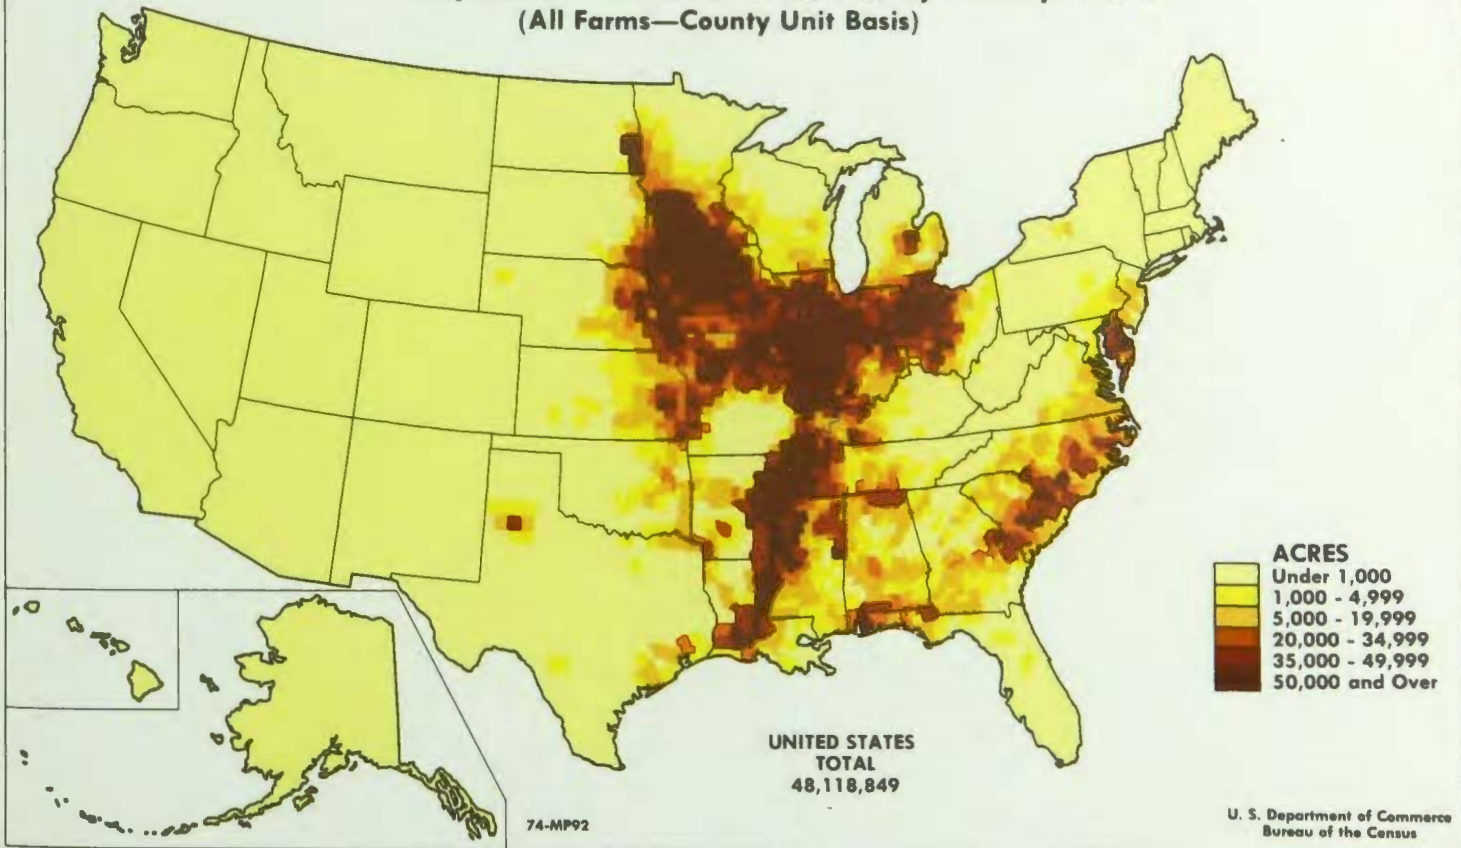 (All Farms—County Unit Basis)
ACRES
Under 1,000
1,000 - 4,999
5,000 - 19,999
20,000 - 34,999
35,000 - 49,999
50,000 and Over
UNITED STATES
TOTAL
48,118,849
74-MP92
U. S. Department of Commerce
Bureau of the Census